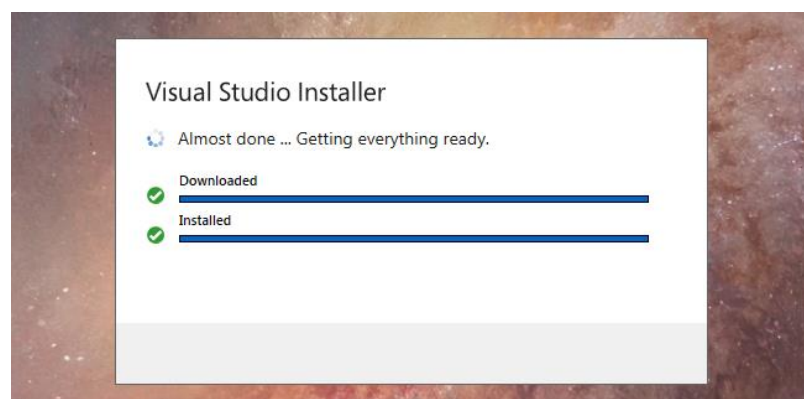 Visual Studio Installer
Almost done ... Getting everything ready.
Downloaded
Installed